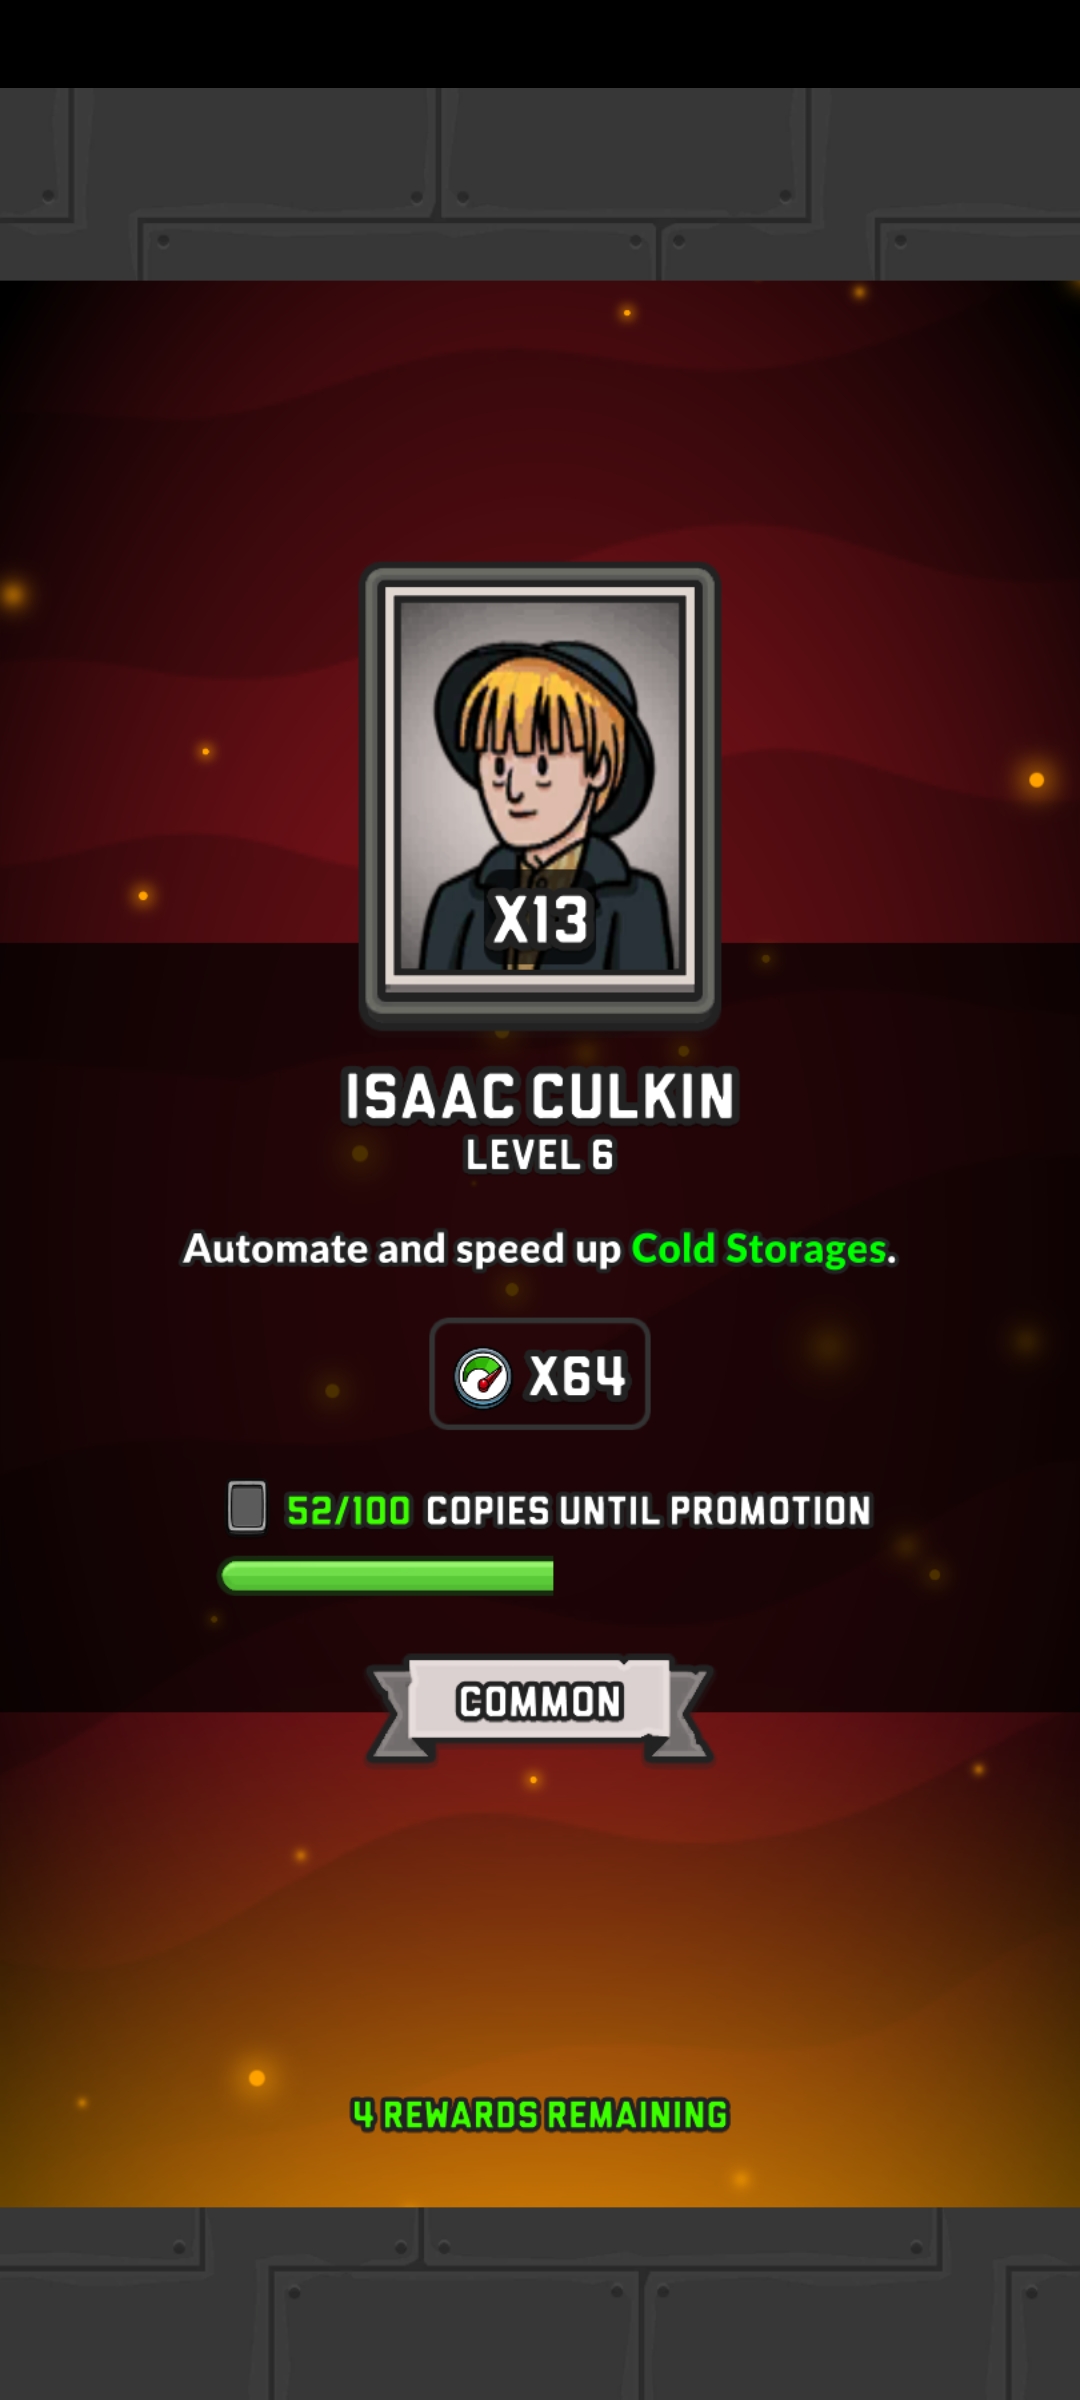 X13
ISAAC CULKIN
LEVEL 6
Automate and speed up Cold Storages.
X64
52/100 COPIES UNTIL PROMOTION
COMMON
4 REWARDS REMAINING